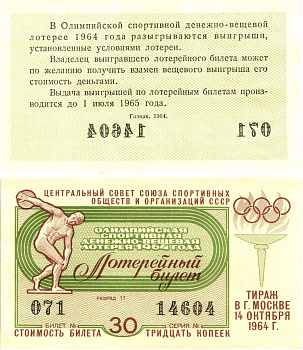 В Олимпийской спортивной денежно-вещевой
лотерее 1964 года разыгрываются выигрыши,
установленные условиями лотереи.
Владелец выигравшего лотерейного билета может
по желанию получить взамен вещевого выигрыша его
стоимость деньгами.
Выдача выигрышей по лотерейным билетам произ-
водится до 1 июля 1965 года.
Гознак. 1964.
14604 071
ЦЕНТРАЛЬНЫЙ СОВЕТ СОЮЗА СПОРТИВНЫХ
ОБЩЕСТВ И ОРГАНИЗАЦИЙ СССР
ОЛИМПИЙСКАЯ
СПОРТИВНАЯ
ДЕНЕЖНО-ВЕЩЕВАЯ
ЛОТЕРЕЯ 1964 ГОДА
Лотерейный
билет
РАЗРЯД 11
071 14604
БИЛЕТ № 30 СЕРИЯ №
СТОИМОСТЬ БИЛЕТА ТРИДЦАТЬ КОПЕЕК
ТИРАЖ
В Г. МОСКВЕ
14 ОКТЯБРЯ
1964 Г.